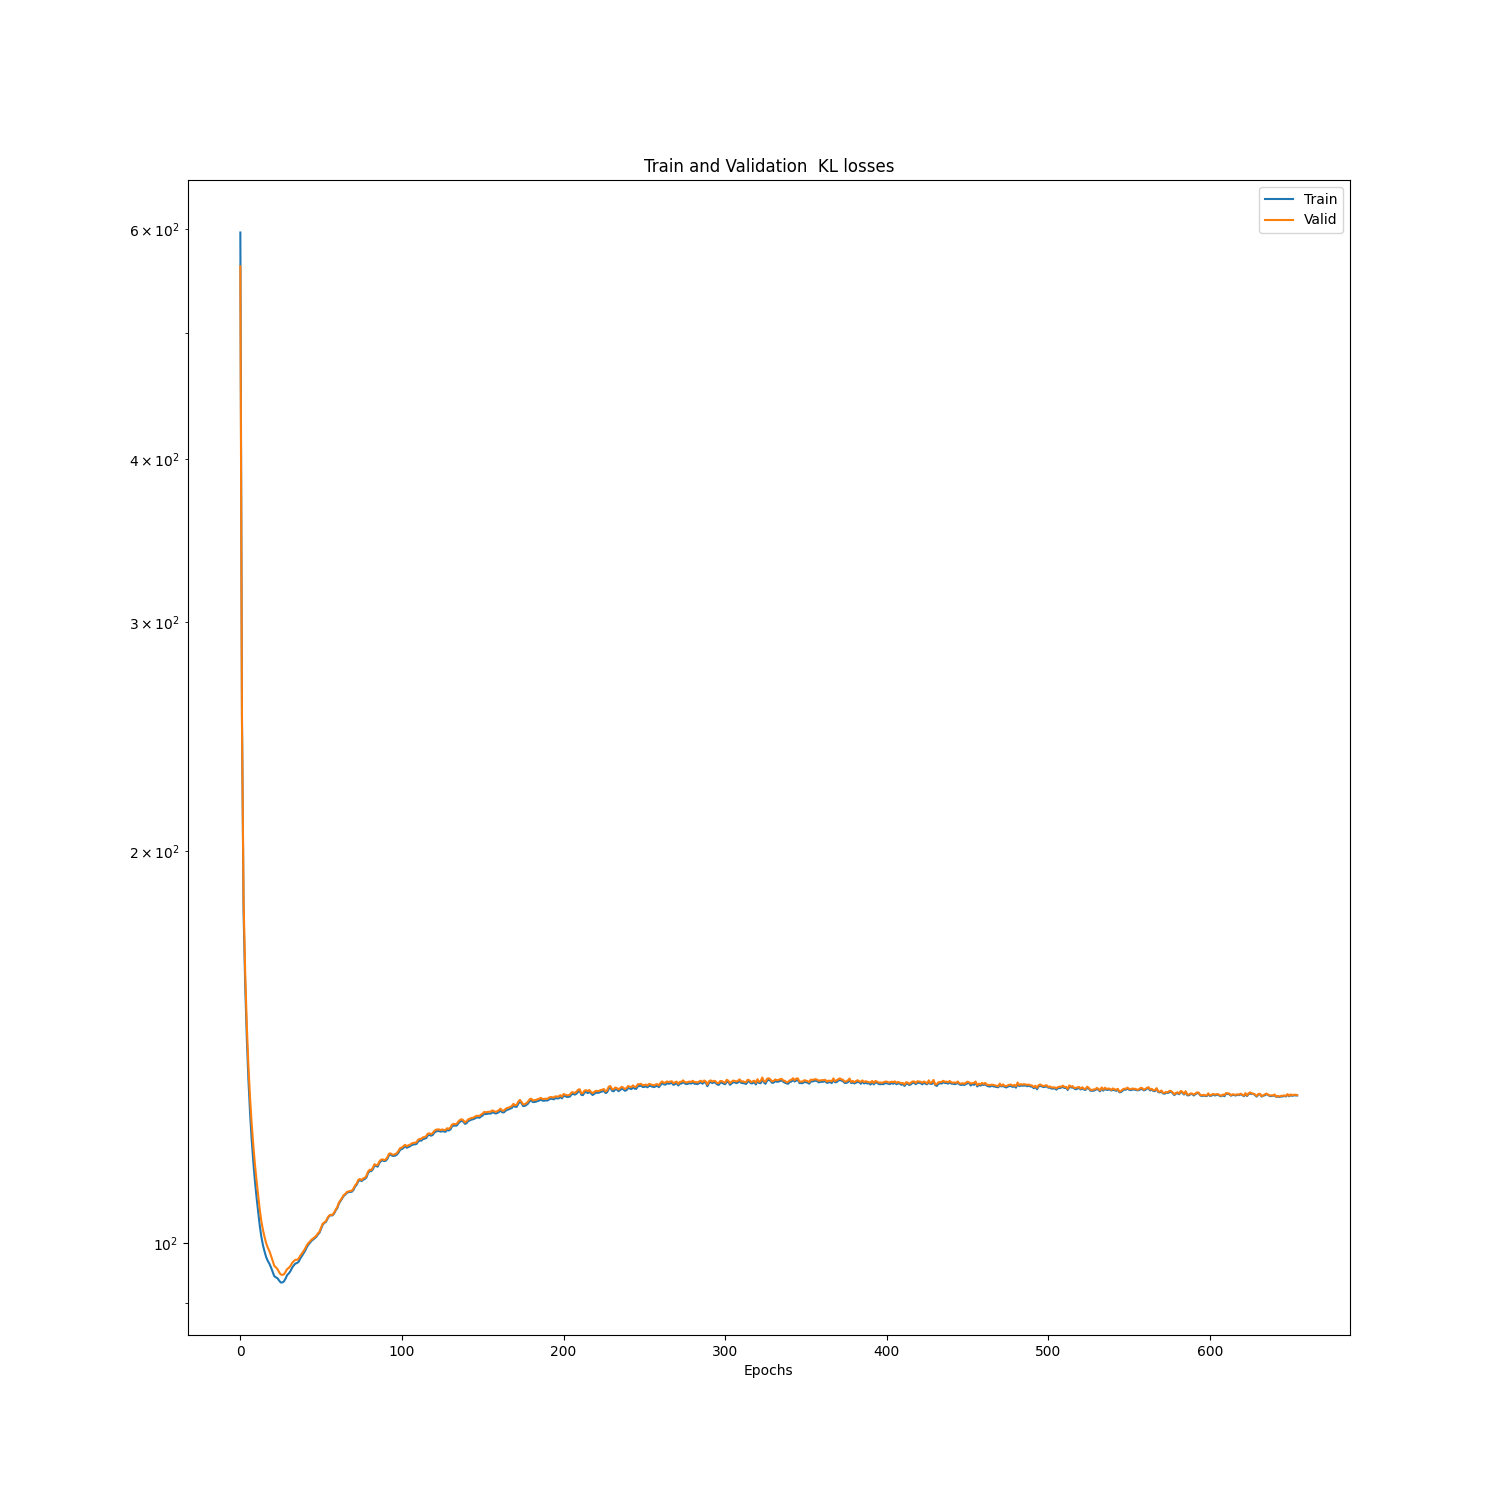 Train and Validation  KL losses
Train
Valid
6 × 10²
4 × 10²
3 × 10²
2 × 10²
10²
0 100 200 300 400 500 600
Epochs